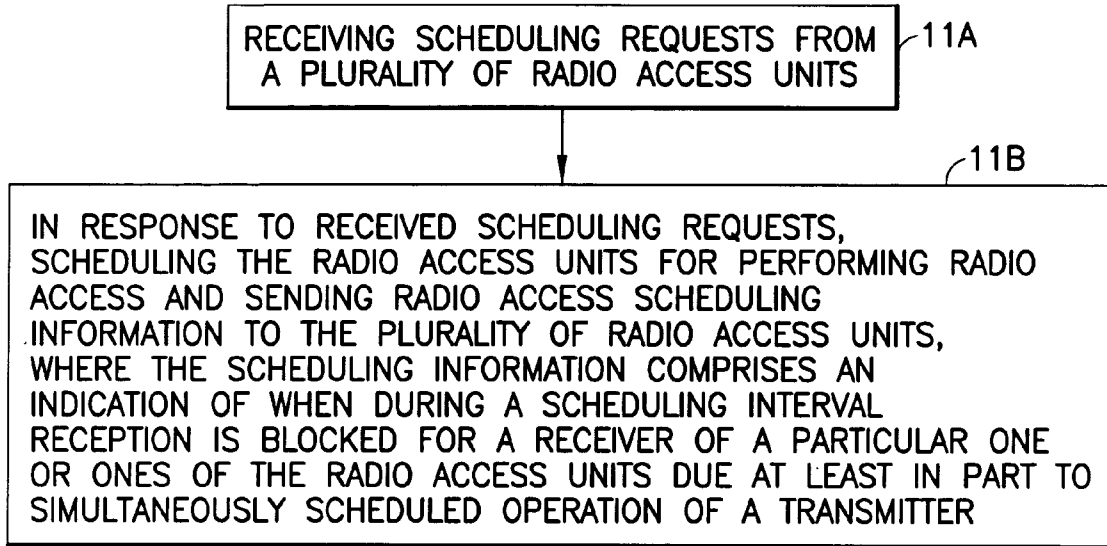 RECEIVING SCHEDULING REQUESTS FROM
A PLURALITY OF RADIO ACCESS UNITS
11A
11B
IN RESPONSE TO RECEIVED SCHEDULING REQUESTS,
SCHEDULING THE RADIO ACCESS UNITS FOR PERFORMING RADIO
ACCESS AND SENDING RADIO ACCESS SCHEDULING
INFORMATION TO THE PLURALITY OF RADIO ACCESS UNITS,
WHERE THE SCHEDULING INFORMATION COMPRISES AN
INDICATION OF WHEN DURING A SCHEDULING INTERVAL
RECEPTION IS BLOCKED FOR A RECEIVER OF A PARTICULAR ONE
OR ONES OF THE RADIO ACCESS UNITS DUE AT LEAST IN PART TO
SIMULTANEOUSLY SCHEDULED OPERATION OF A TRANSMITTER